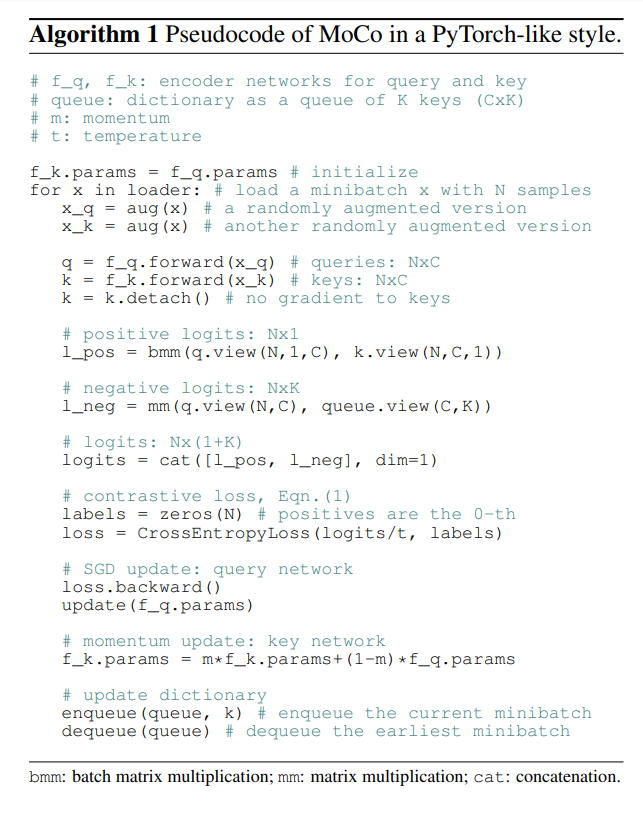 Algorithm 1 Pseudocode of MoCo in a PyTorch-like style.
# f_q, f_k: encoder networks for query and key
# queue: dictionary as a queue of K keys (CxK)
# m: momentum
# t: temperature
f_k.params = f_q.params # initialize
for x in loader: # load a minibatch x with N samples
x_q = aug(x) # a randomly augmented version
x_k = aug(x) # another randomly augmented version
q = f_q.forward(x_q) # queries: NxC
k = f_k.forward(x_k) # keys: NxC
k = k.detach() # no gradient to keys
# positive logits: Nx1
l_pos = bmm(q.view(N,1,C), k.view(N,C,1))
# negative logits: NxK
l_neg = mm(q.view(N,C), queue.view(C,K))
# logits: Nx(1+K)
logits = cat([l_pos, l_neg], dim=1)
# contrastive loss, Eqn.(1)
labels = zeros(N) # positives are the 0-th
loss = CrossEntropyLoss(logits/t, labels)
# SGD update: query network
loss.backward()
update(f_q.params)
# momentum update: key network
f_k.params = m*f_k.params+(1-m)*f_q.params
# update dictionary
enqueue(queue, k) # enqueue the current minibatch
dequeue(queue) # dequeue the earliest minibatch
bmm: batch matrix multiplication; mm: matrix multiplication; cat: concatenation.